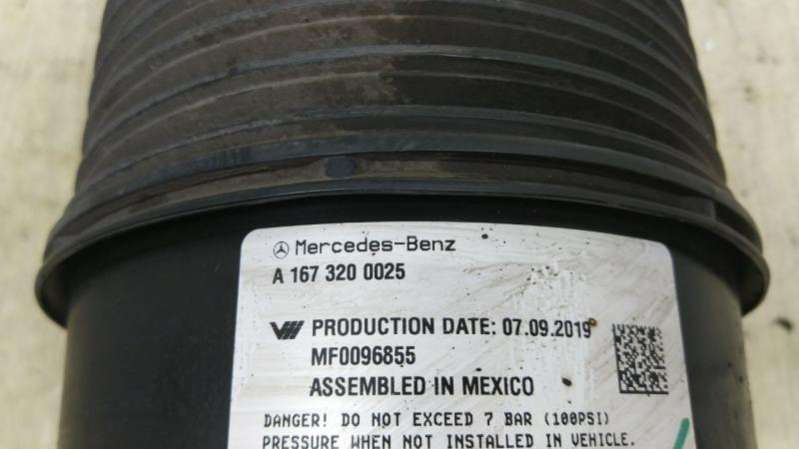 Mercedes-Benz
A 167 320 0025
PRODUCTION DATE: 07.09.2019
MF0096855
ASSEMBLED IN MEXICO
DANGER! DO NOT EXCEED 7 BAR (100PSI)
PRESSURE WHEN NOT INSTALLED IN VEHICLE.